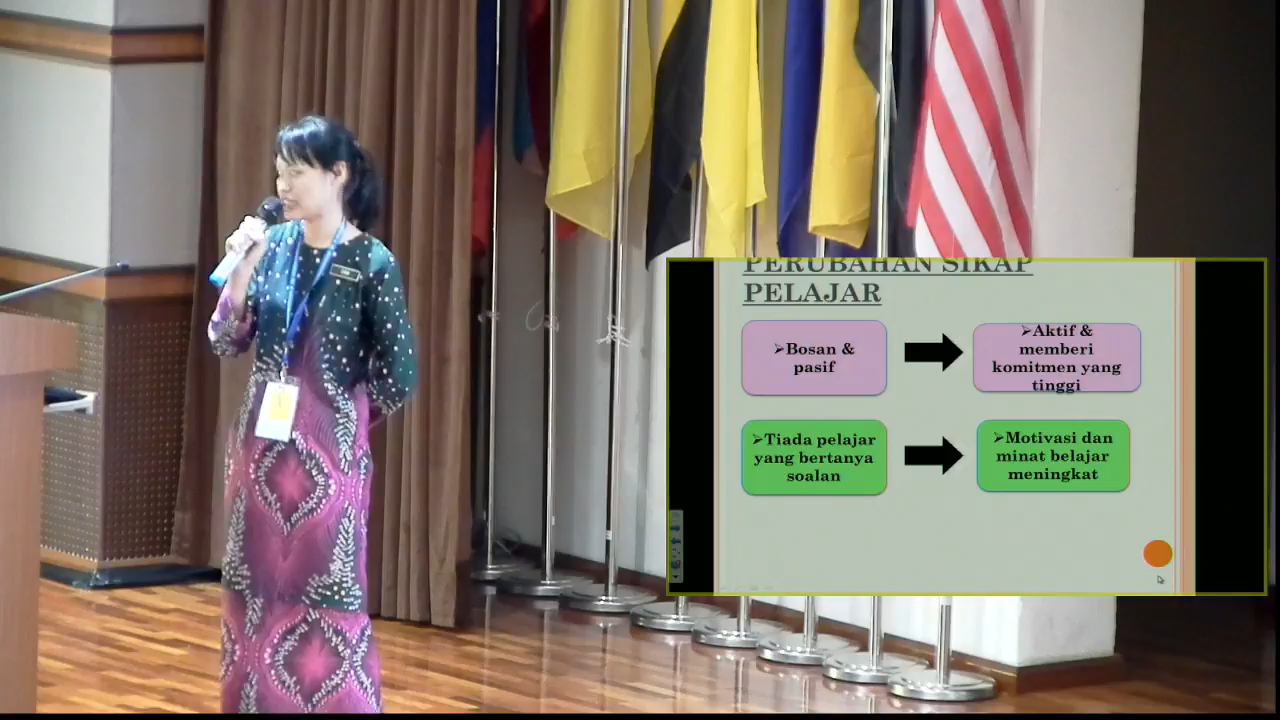 PERUBAHAN SIKAP
PELAJAR
➢Bosan &
pasif
➢Aktif &
memberi
komitmen yang
tinggi
➢Tiada pelajar
yang bertanya
soalan
➢Motivasi dan
minat belajar
meningkat